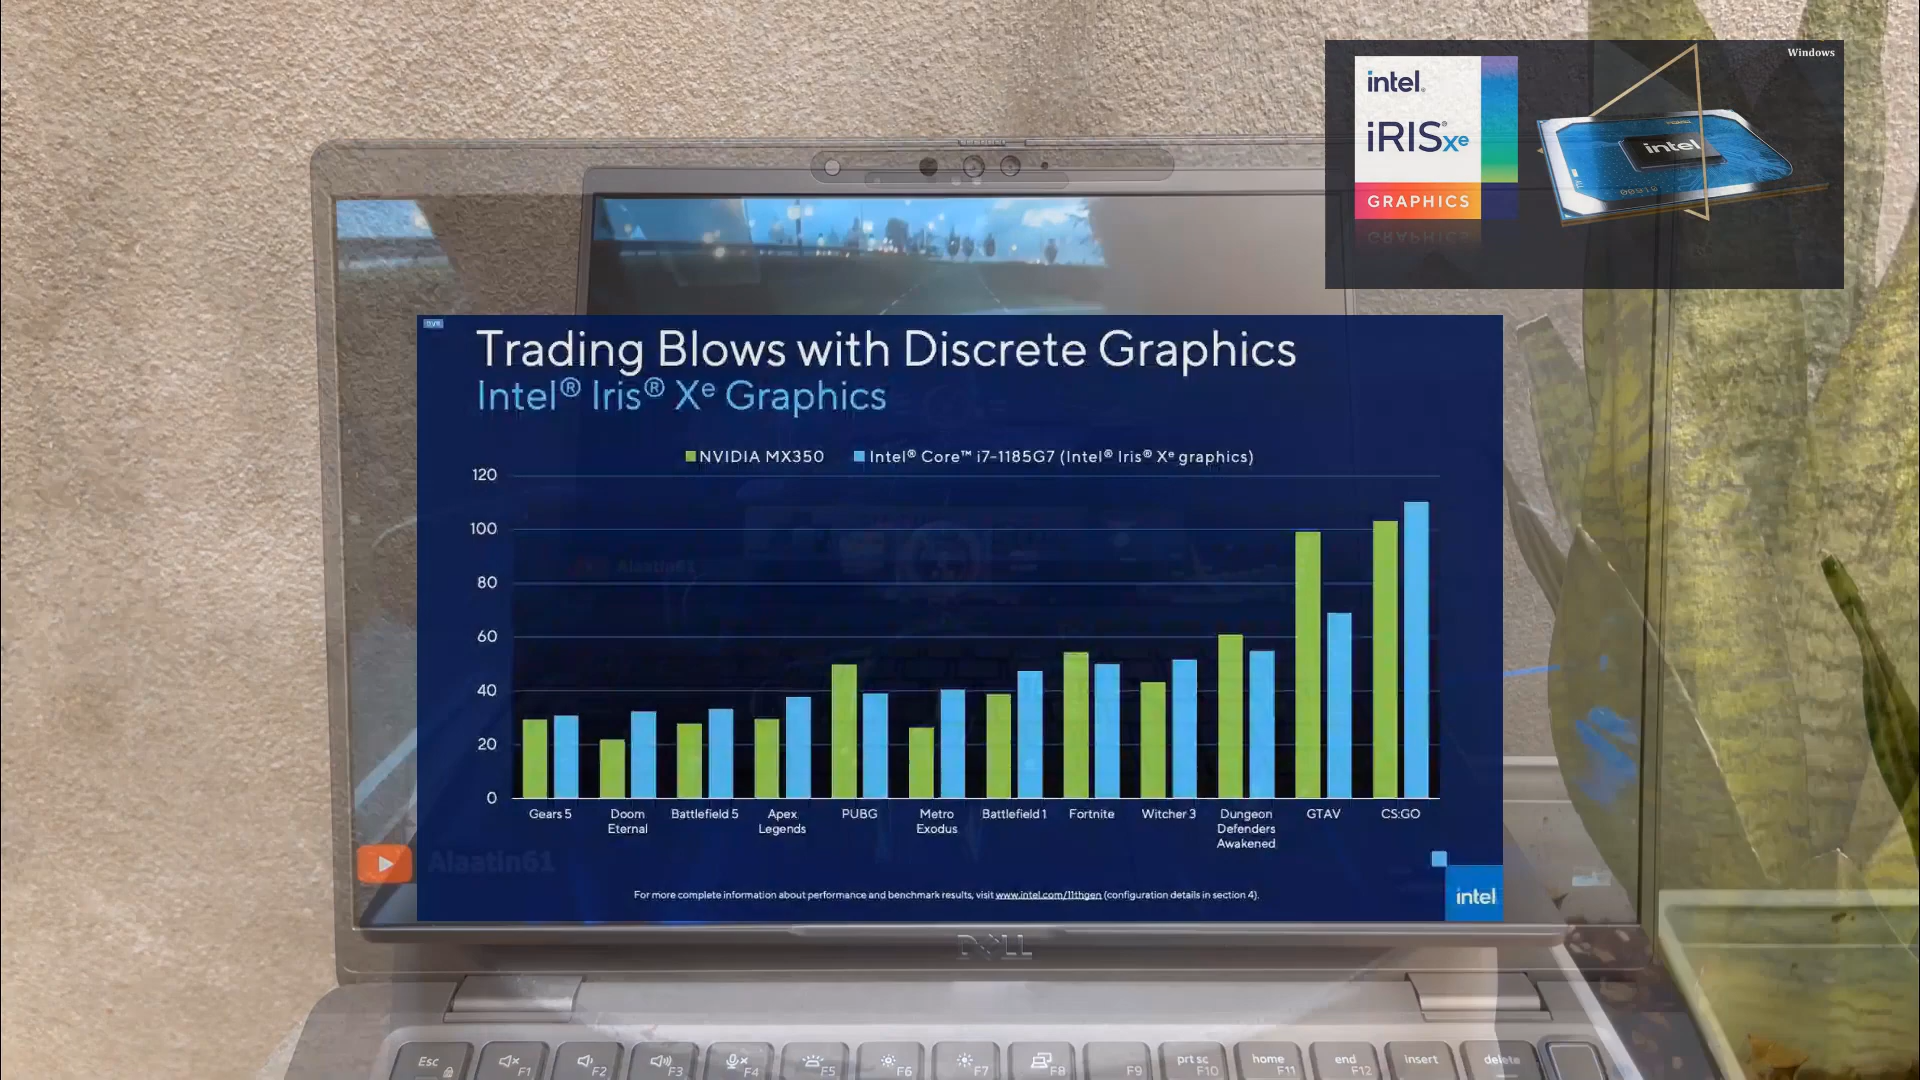 Windows
intel.
iRIS® Xe
GRAPHICS
intel
Trading Blows with Discrete Graphics
Intel® Iris® Xe Graphics
NVIDIA MX350 Intel® Core™ i7-1185G7 (Intel® Iris® Xe graphics)
120
100
80
60
40
20
0
Gears 5
Doom
Eternal
Battlefield 5
Apex
Legends
PUBG
Metro
Exodus
Battlefield 1
Fortnite
Witcher 3
Dungeon
Defenders
Awakened
GTAV
CS:GO
Alaatin61
For more complete information about performance and benchmark results, visit www.intel.com/11thgen (configuration details in section 4).
intel
DELL
Esc F1 F2 F3 F4 F5 F6 F7 F8 F9 prt sc F10 home F11 end F12 insert delete